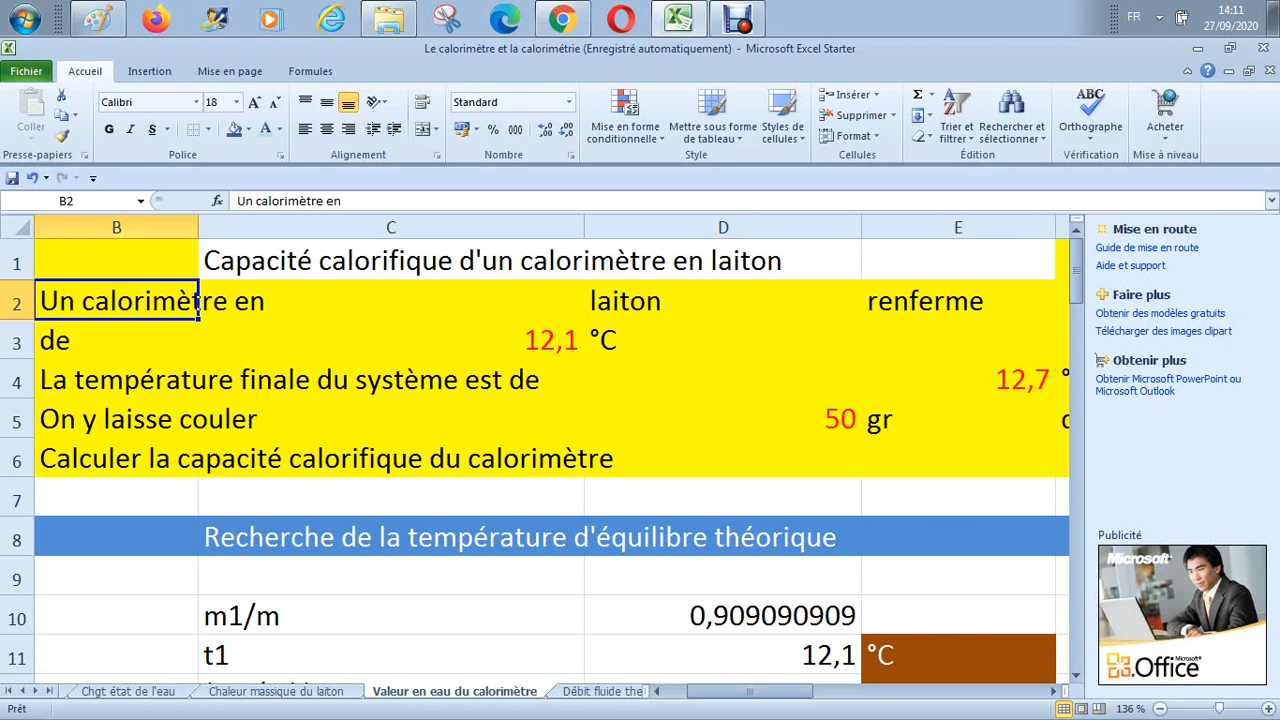 FR
14:11
27/09/2020
Le calorimètre et la calorimétrie (Enregistré automatiquement) - Microsoft Excel Starter
Fichier Accueil Insertion Mise en page Formules
Coller
Presse-papiers
Calibri 18
G I S
Police
Alignement
Standard
% 000
Nombre
Mise en forme conditionnelle
Mettre sous forme de tableau
Styles de cellules
Style
Insérer
Supprimer
Format
Cellules
Σ
Trier et filtrer
Rechercher et sélectionner
Édition
ABC
Orthographe
Vérification
Acheter
Mise à niveau
B2 fx Un calorimètre en
B C D E
1 Capacité calorifique d'un calorimètre en laiton
2 Un calorimètre en laiton renferme
3 de 12,1 °C
4 La température finale du système est de 12,7 °
5 On y laisse couler 50 gr
6 Calculer la capacité calorifique du calorimètre
7
8 Recherche de la température d'équilibre théorique
9
10 m1/m 0,909090909
11 t1 12,1 °C
Mise en route
Guide de mise en route
Aide et support
Faire plus
Obtenir des modèles gratuits
Télécharger des images clipart
Obtenir plus
Obtenir Microsoft PowerPoint ou
Microsoft Outlook
Publicité
Microsoft
Microsoft
Office
Chgt état de l'eau Chaleur massique du laiton Valeur en eau du calorimètre Débit fluide the
Prêt 136 %